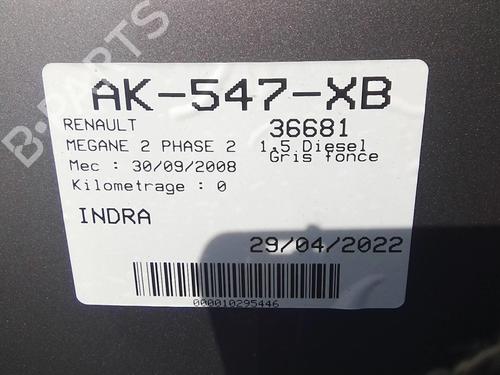 B-PARTS
AK-547-XB
RENAULT 36681
MEGANE 2 PHASE 2 1.5 Diesel
Gris fonce
Mec : 30/09/2008
Kilometrage : 0
INDRA
29/04/2022
000010295446